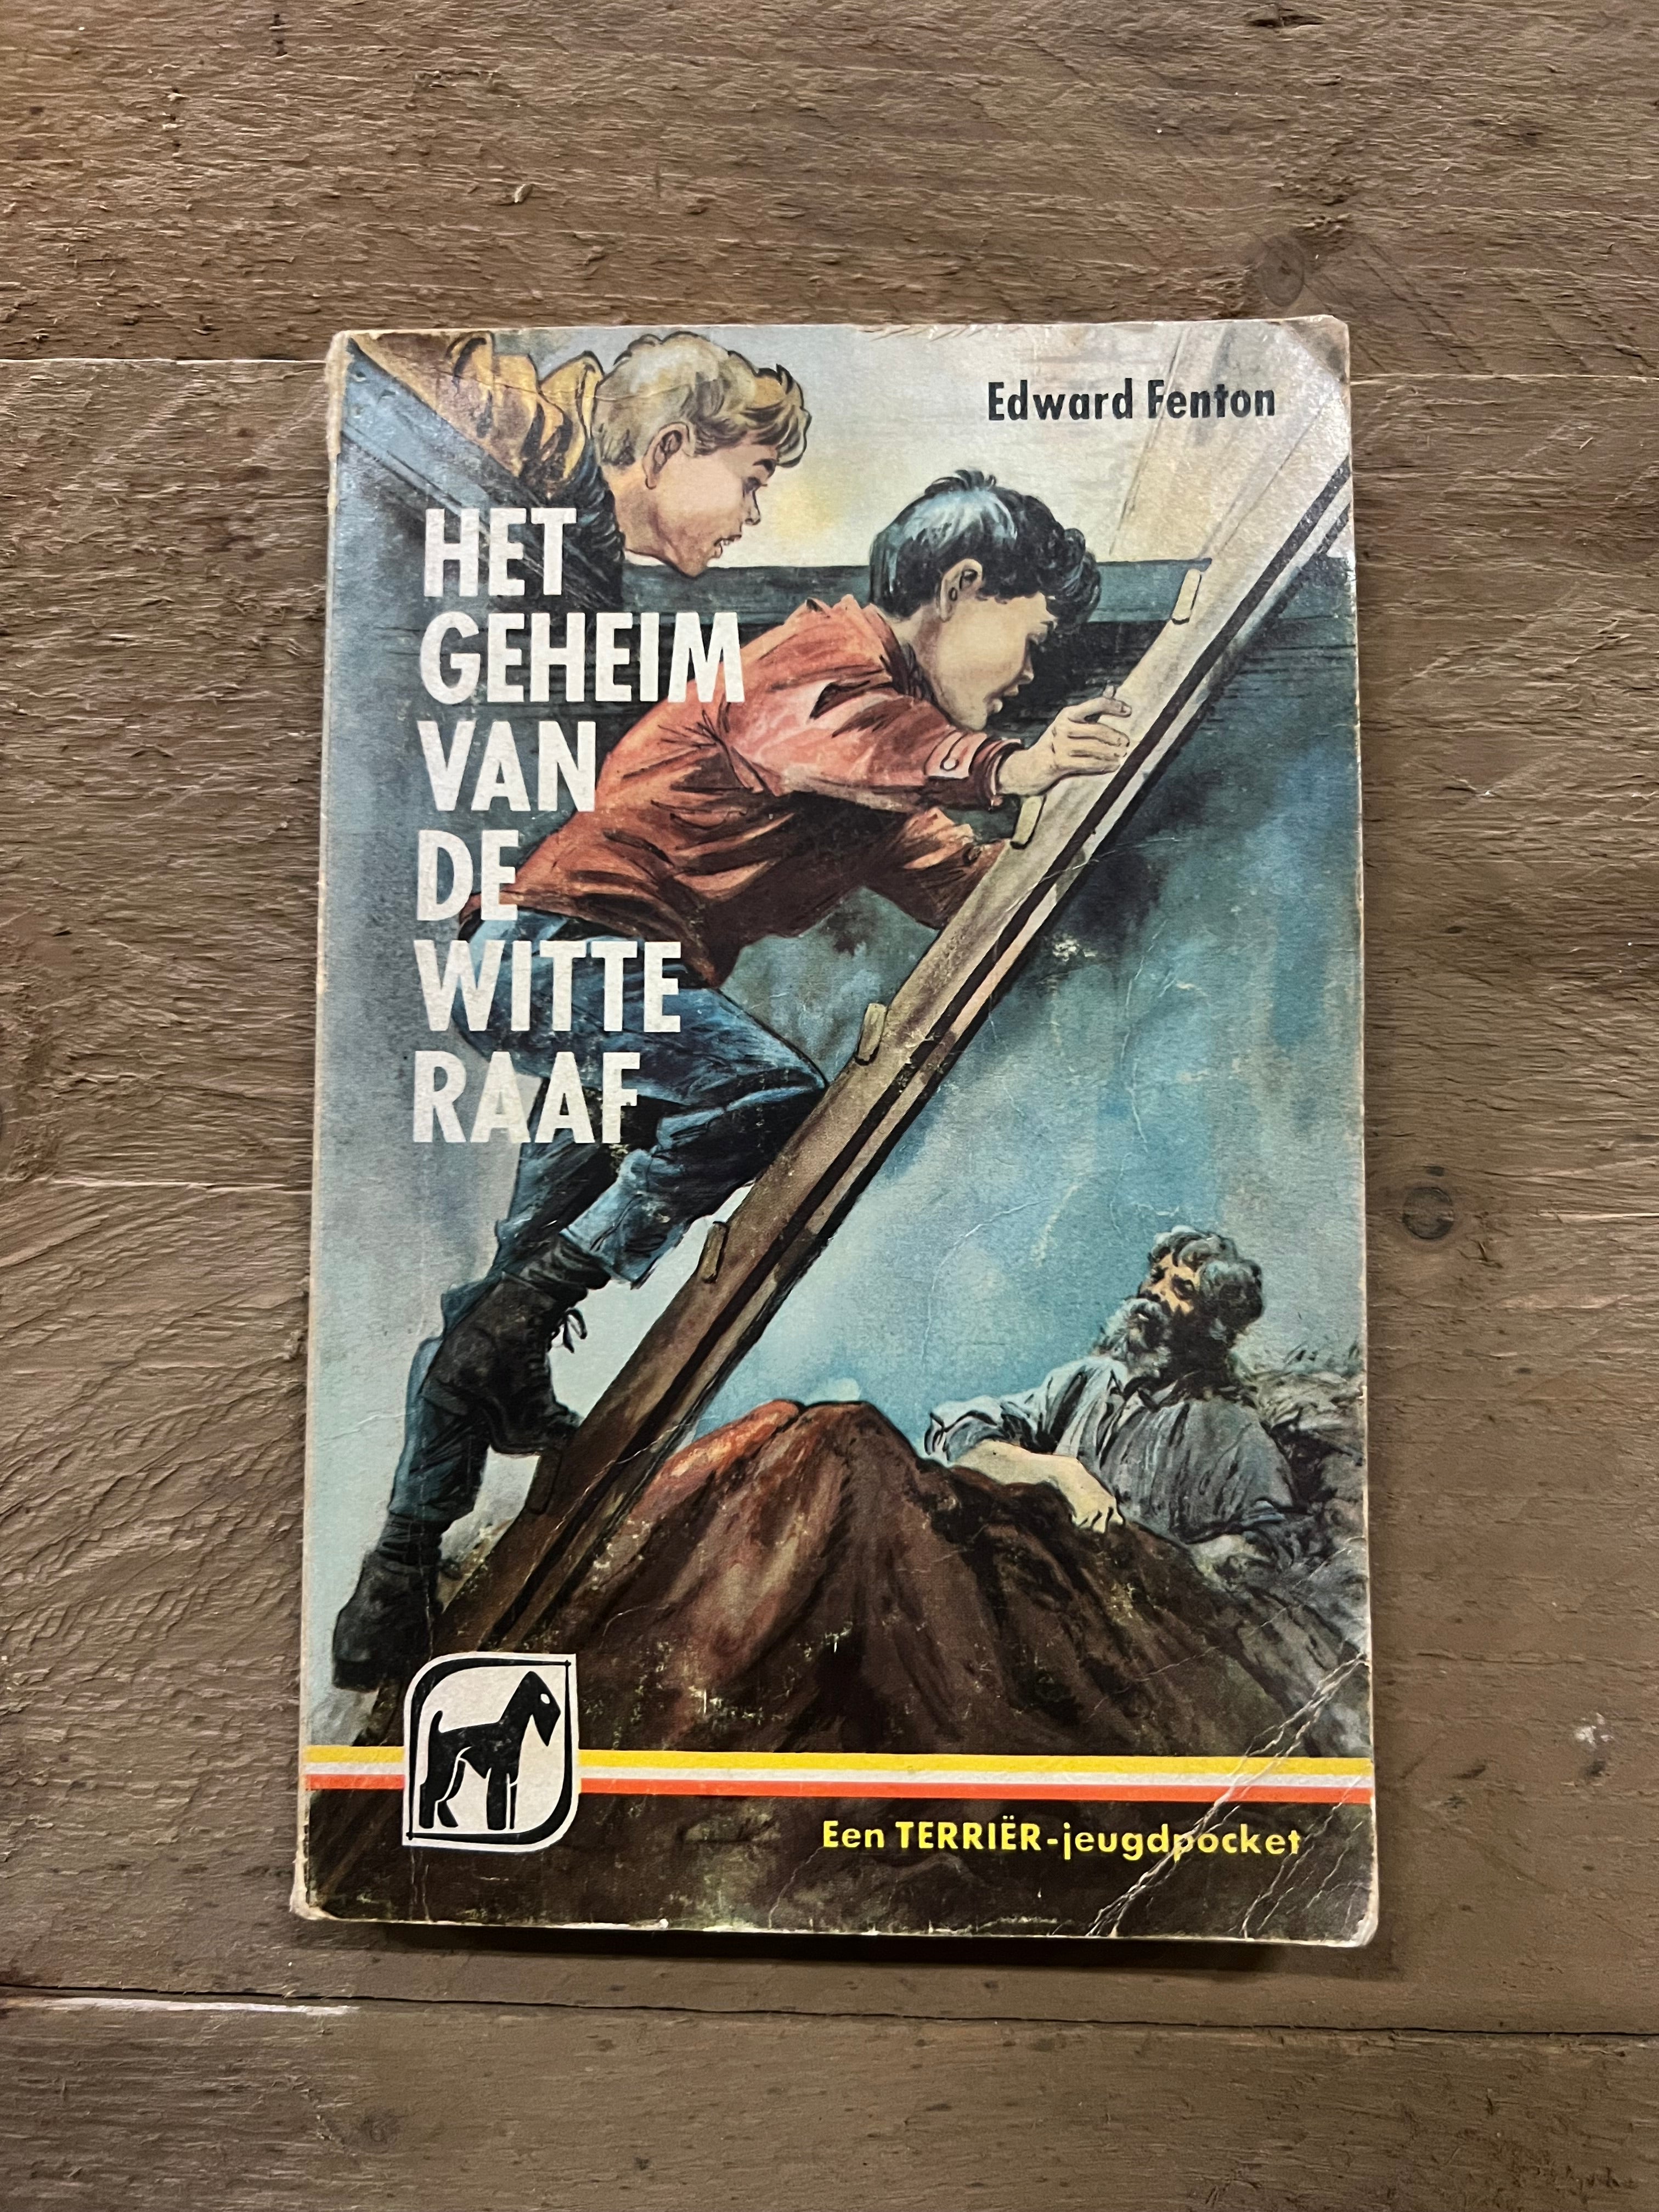 Edward Fenton
HET
GEHEIM
VAN
DE
WITTE
RAAF
Een TERRIËR-jeugdpocket